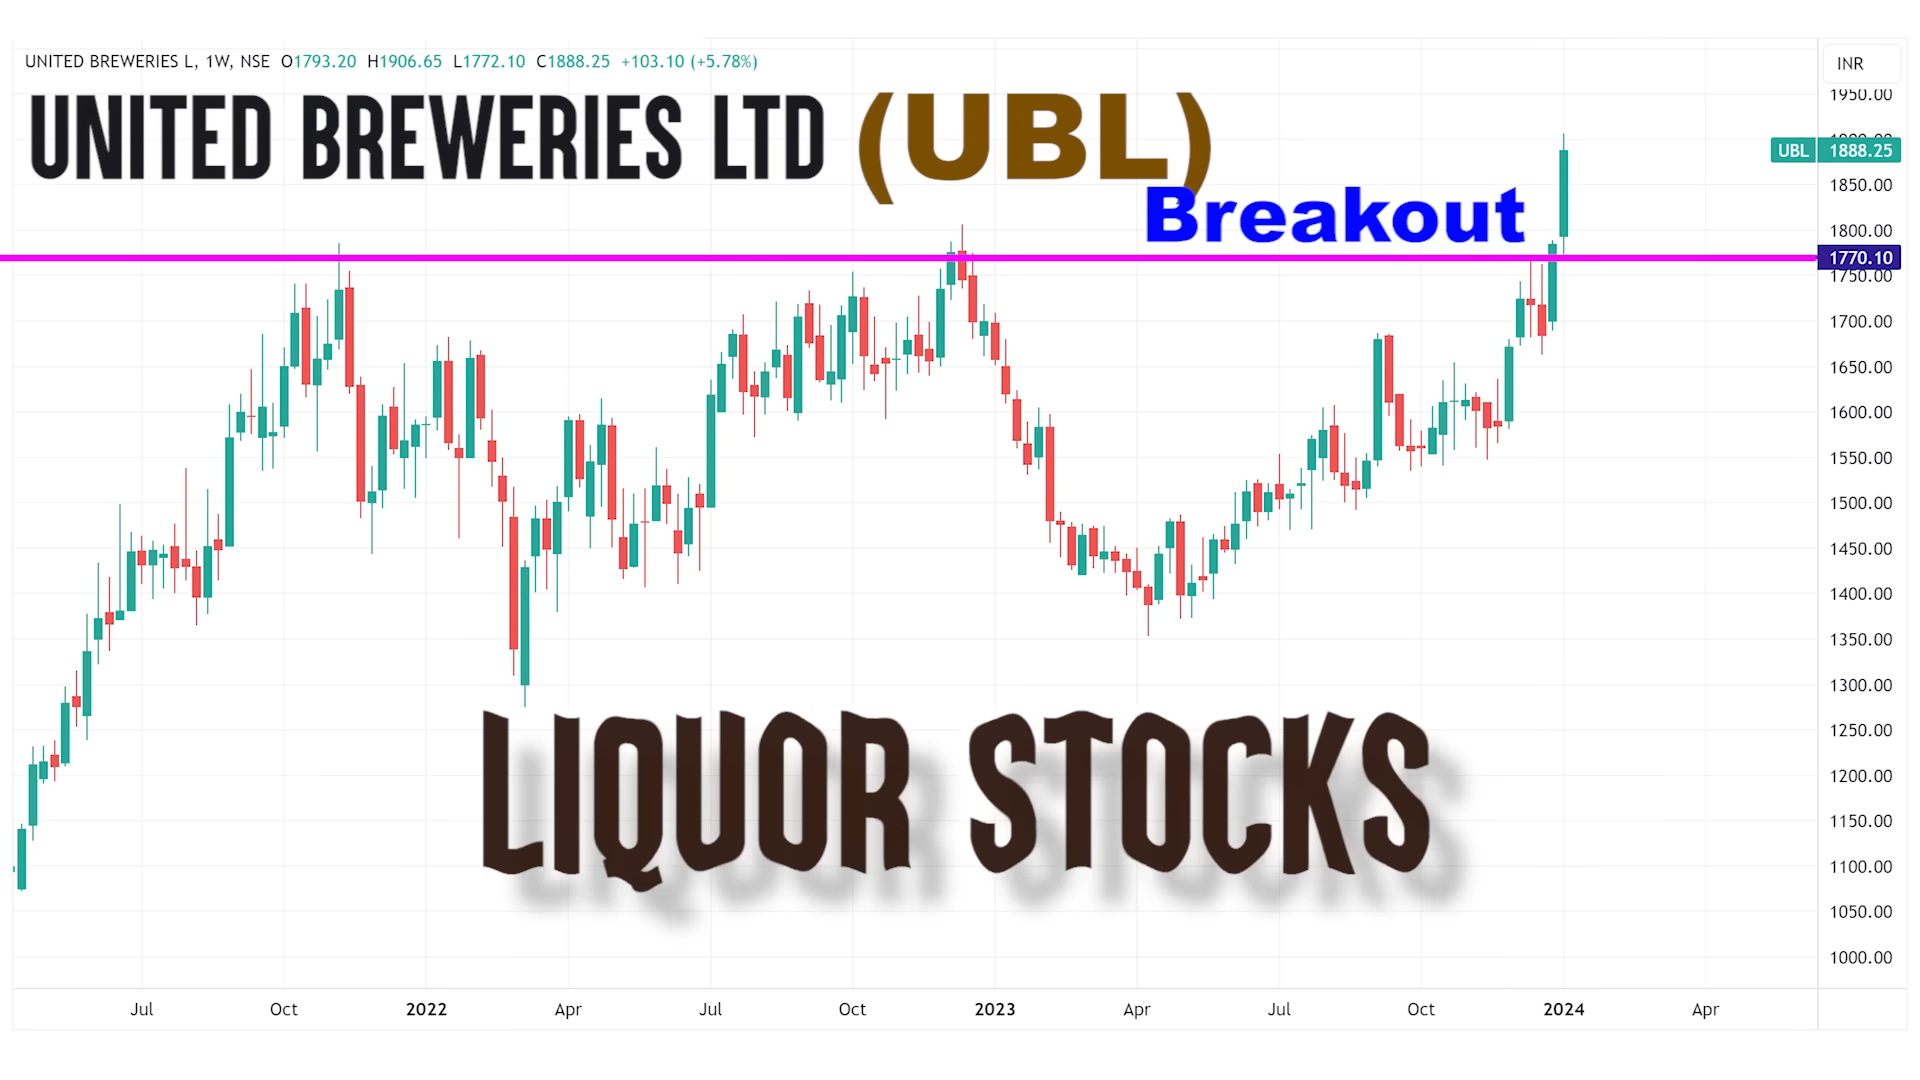 UNITED BREWERIES L, 1W, NSE O1793.20 H1906.65 L1772.10 C1888.25 +103.10 (+5.78%)
INR
UNITED BREWERIES LTD (UBL)
Breakout
1950.00
UBL 1888.25
1850.00
1800.00
1770.10
1750.00
1700.00
1650.00
1600.00
1550.00
1500.00
1450.00
1400.00
1350.00
1300.00
1250.00
1200.00
1150.00
1100.00
1050.00
1000.00
LIQUOR STOCKS
Jul Oct 2022 Apr Jul Oct 2023 Apr Jul Oct 2024 Apr